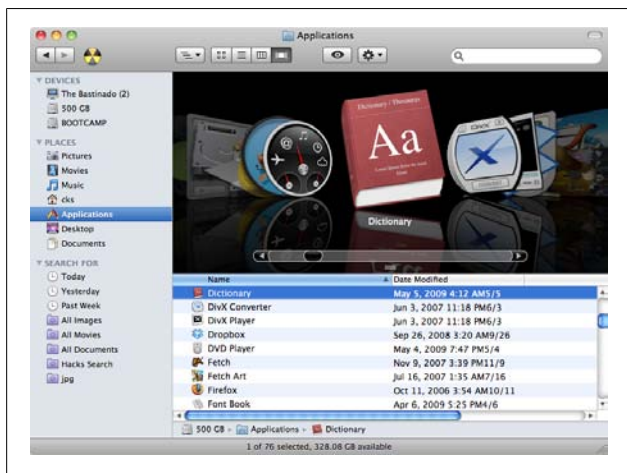 Applications
DEVICES
The Bastinado (2)
500 GB
BOOTCAMP
PLACES
Pictures
Movies
Music
cks
Applications
Desktop
Documents
SEARCH FOR
Today
Yesterday
Past Week
All Images
All Movies
All Documents
Hacks Search
jpg
Dictionary / Thesaurus
Aa
DIVX
Dictionary
Name Date Modified
Dictionary May 5, 2009 4:12 AM5/5
DivX Converter Jun 3, 2007 11:18 PM6/3
DivX Player Jun 3, 2007 11:18 PM6/3
Dropbox Sep 26, 2008 3:20 AM9/26
DVD Player May 4, 2009 7:47 PM5/4
Fetch Nov 9, 2007 3:39 PM11/9
Fetch Art Jul 16, 2007 1:35 AM7/16
Firefox Oct 11, 2006 3:54 AM10/11
Font Book Apr 6, 2009 5:25 PM4/6
500 GB Applications Dictionary
1 of 76 selected, 328.08 GB available